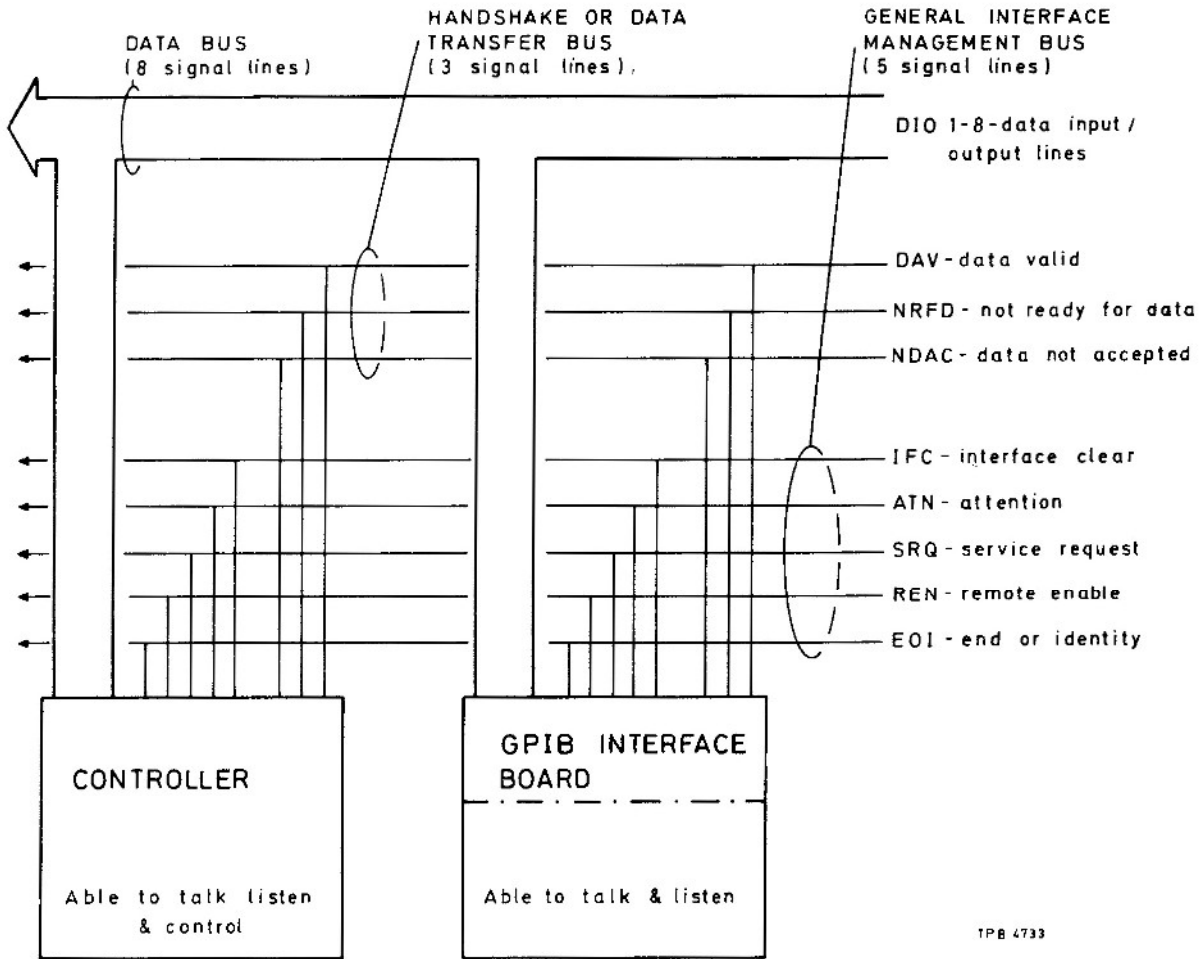 DATA BUS
(8 signal lines)
HANDSHAKE OR DATA
TRANSFER BUS
(3 signal lines),
GENERAL INTERFACE
MANAGEMENT BUS
(5 signal lines)
DIO 1-8-data input/
output lines
DAV-data valid
NRFD- not ready for data
NDAC-data not accepted
IFC-interface clear
ATN- attention
SRQ-service request
REN-remote enable
EOI-end or identity
CONTROLLER
Able to talk listen
& control
GPIB INTERFACE
BOARD
Able to talk & listen
TPB 4733